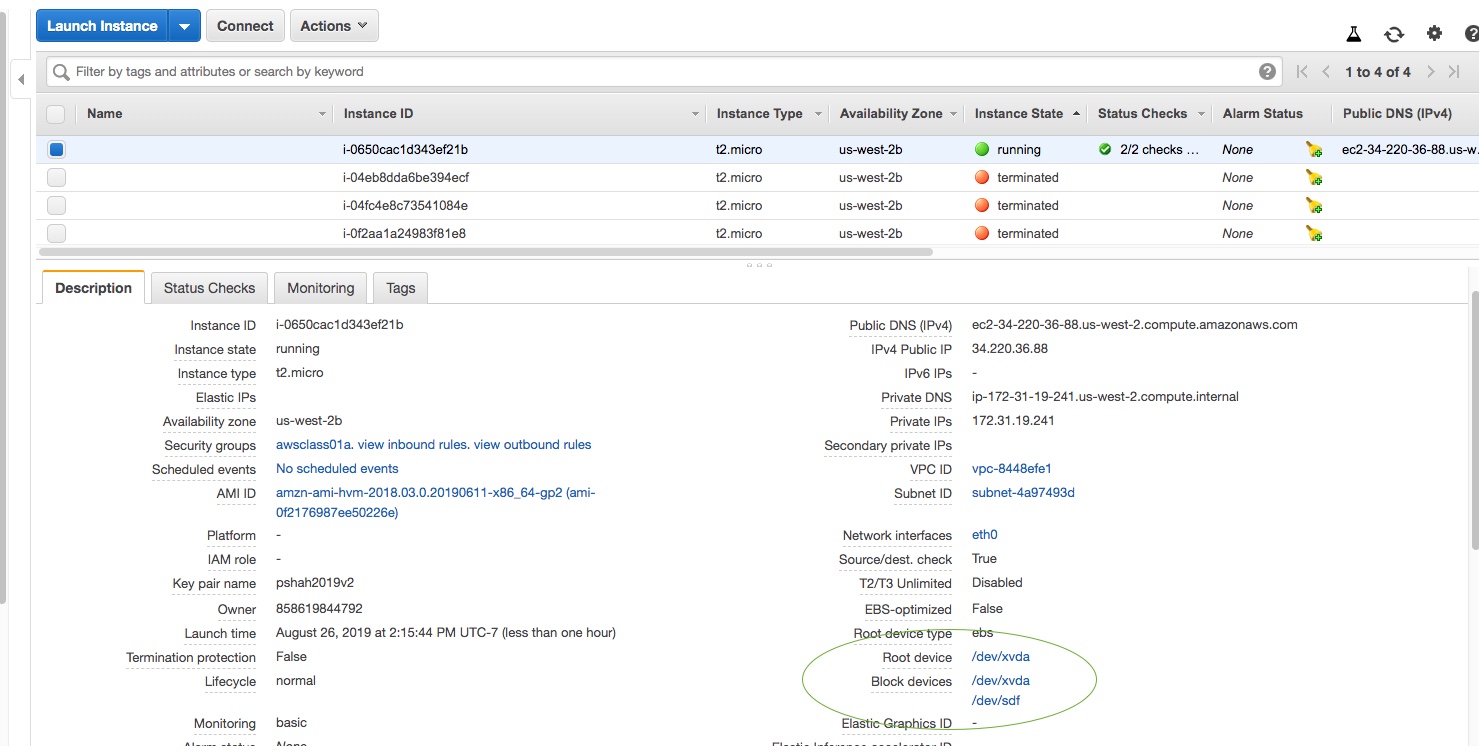 Launch Instance Connect Actions
Filter by tags and attributes or search by keyword ? 1 to 4 of 4
Name Instance ID Instance Type Availability Zone Instance State Status Checks Alarm Status Public DNS (IPv4)
i-0650cac1d343ef21b t2.micro us-west-2b running 2/2 checks ... None ec2-34-220-36-88.us-w...
i-04eb8dda6be394ecf t2.micro us-west-2b terminated None
i-04fc4e8c73541084e t2.micro us-west-2b terminated None
i-0f2aa1a24983f81e8 t2.micro us-west-2b terminated None
Description Status Checks Monitoring Tags
Instance ID i-0650cac1d343ef21b Public DNS (IPv4) ec2-34-220-36-88.us-west-2.compute.amazonaws.com
Instance state running IPv4 Public IP 34.220.36.88
Instance type t2.micro IPv6 IPs -
Elastic IPs Private DNS ip-172-31-19-241.us-west-2.compute.internal
Availability zone us-west-2b Private IPs 172.31.19.241
Security groups awsclass01a. view inbound rules. view outbound rules Secondary private IPs
Scheduled events No scheduled events VPC ID vpc-8448efe1
AMI ID amzn-ami-hvm-2018.03.0.20190611-x86_64-gp2 (ami- Subnet ID subnet-4a97493d
0f2176987ee50226e)
Platform - Network interfaces eth0
IAM role - Source/dest. check True
Key pair name pshah2019v2 T2/T3 Unlimited Disabled
Owner 858619844792 EBS-optimized False
Launch time August 26, 2019 at 2:15:44 PM UTC-7 (less than one hour) Root device type ebs
Termination protection False Root device /dev/xvda
Lifecycle normal Block devices /dev/xvda
/dev/sdf
Monitoring basic Elastic Graphics ID -
Alarm status None Elastic Inference accelerator ID